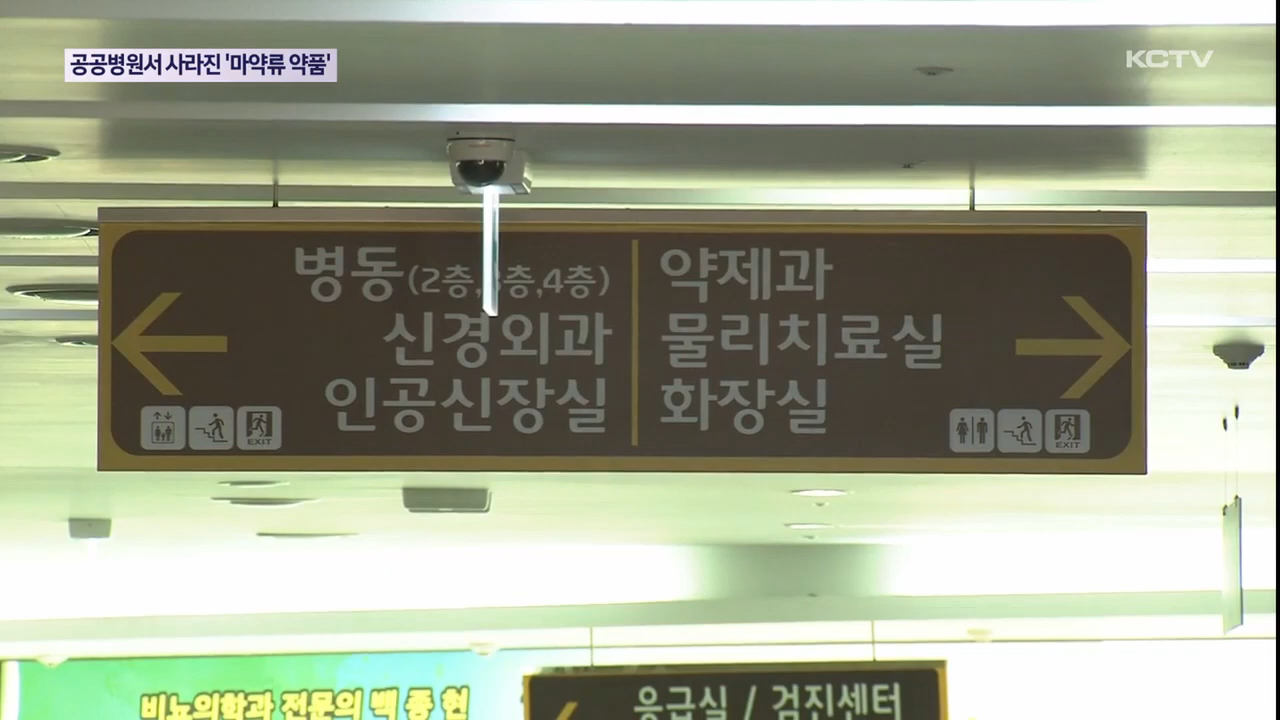 공공병원서 사라진 '마약류 약품'
KCTV
병동(2층,3층,4층)
신경외과
인공신장실
EXIT
약제과
물리치료실
화장실
EXIT
비뇨의학과 전문의 백종현
응급실 / 검진센터